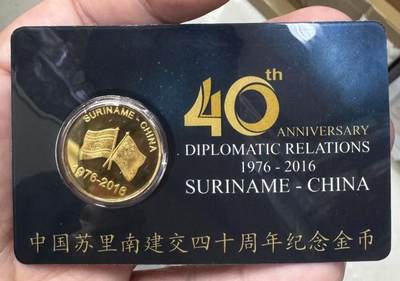 SURINAME - CHINA
1976-2016
40th
ANNIVERSARY
DIPLOMATIC RELATIONS
1976 - 2016
SURINAME - CHINA
中国苏里南建交四十周年纪念金币